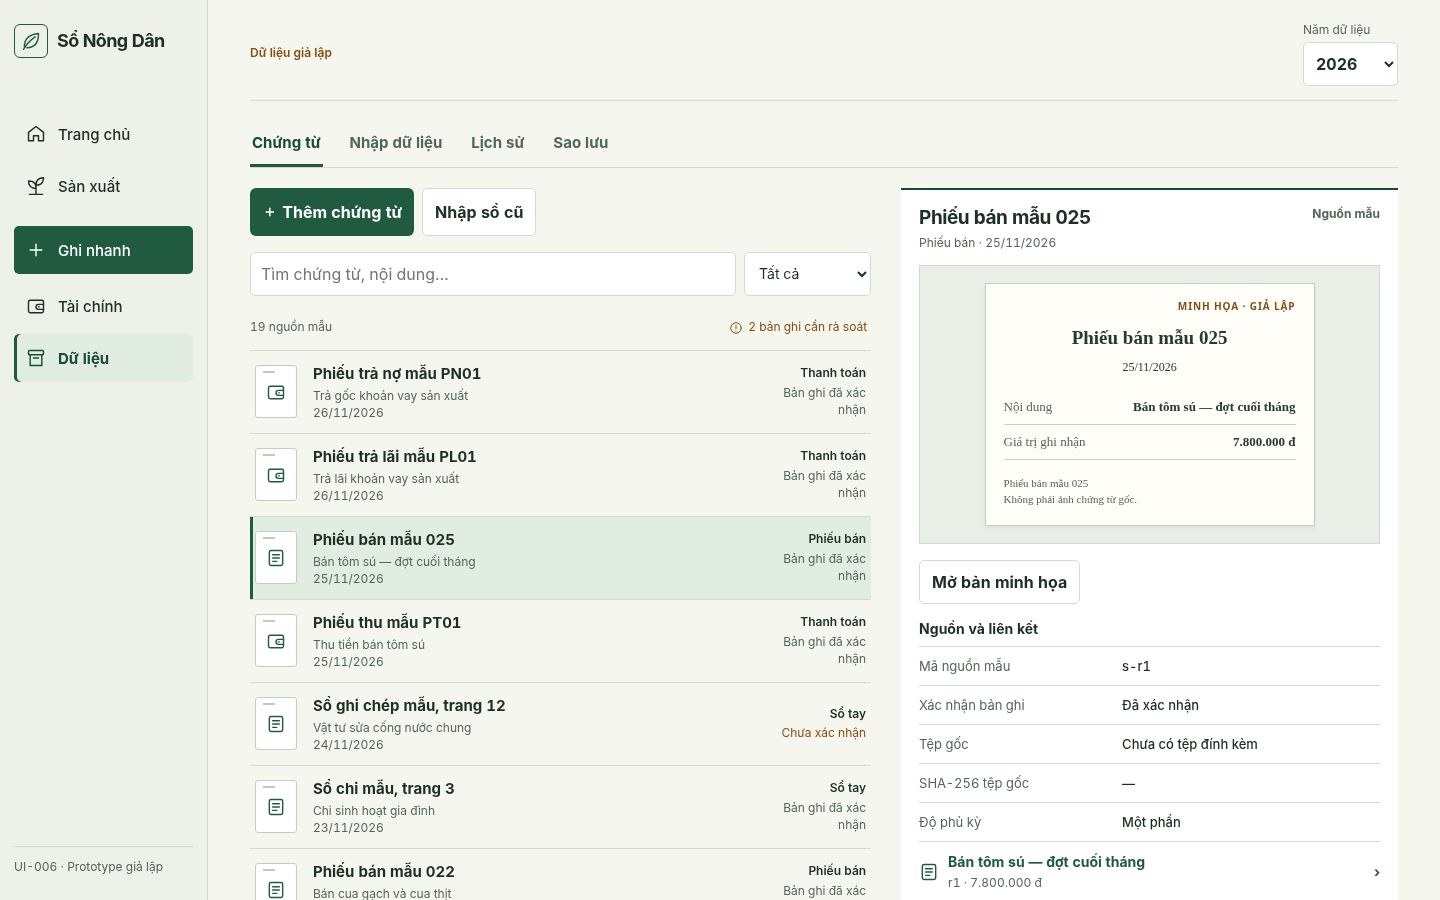 Sổ Nông Dân
Trang chủ
Sản xuất
Ghi nhanh
Tài chính
Dữ liệu
UI-006 · Prototype giả lập
Dữ liệu giả lập
Năm dữ liệu
2026
Chứng từ
Nhập dữ liệu
Lịch sử
Sao lưu
+ Thêm chứng từ
Nhập sổ cũ
Tìm chứng từ, nội dung...
Tất cả
19 nguồn mẫu
2 bản ghi cần rà soát
Phiếu trả nợ mẫu PN01
Trả gốc khoản vay sản xuất
26/11/2026
Thanh toán
Bản ghi đã xác
nhận
Phiếu trả lãi mẫu PL01
Trả lãi khoản vay sản xuất
26/11/2026
Thanh toán
Bản ghi đã xác
nhận
Phiếu bán mẫu 025
Bán tôm sú — đợt cuối tháng
25/11/2026
Phiếu bán
Bản ghi đã xác
nhận
Phiếu thu mẫu PT01
Thu tiền bán tôm sú
25/11/2026
Thanh toán
Bản ghi đã xác
nhận
Sổ ghi chép mẫu, trang 12
Vật tư sửa cống nước chung
24/11/2026
Sổ tay
Chưa xác nhận
Sổ chi mẫu, trang 3
Chi sinh hoạt gia đình
23/11/2026
Sổ tay
Bản ghi đã xác
nhận
Phiếu bán mẫu 022
Bán cua gạch và cua thịt
Phiếu bán
Bản ghi đã xác
Phiếu bán mẫu 025
Nguồn mẫu
Phiếu bán · 25/11/2026
MINH HỌA · GIẢ LẬP
Phiếu bán mẫu 025
25/11/2026
Nội dung
Bán tôm sú — đợt cuối tháng
Giá trị ghi nhận
7.800.000 đ
Phiếu bán mẫu 025
Không phải ảnh chứng từ gốc.
Mở bản minh họa
Nguồn và liên kết
Mã nguồn mẫu
s-r1
Xác nhận bản ghi
Đã xác nhận
Tệp gốc
Chưa có tệp đính kèm
SHA-256 tệp gốc
—
Độ phủ kỳ
Một phần
Bán tôm sú — đợt cuối tháng
r1 · 7.800.000 đ